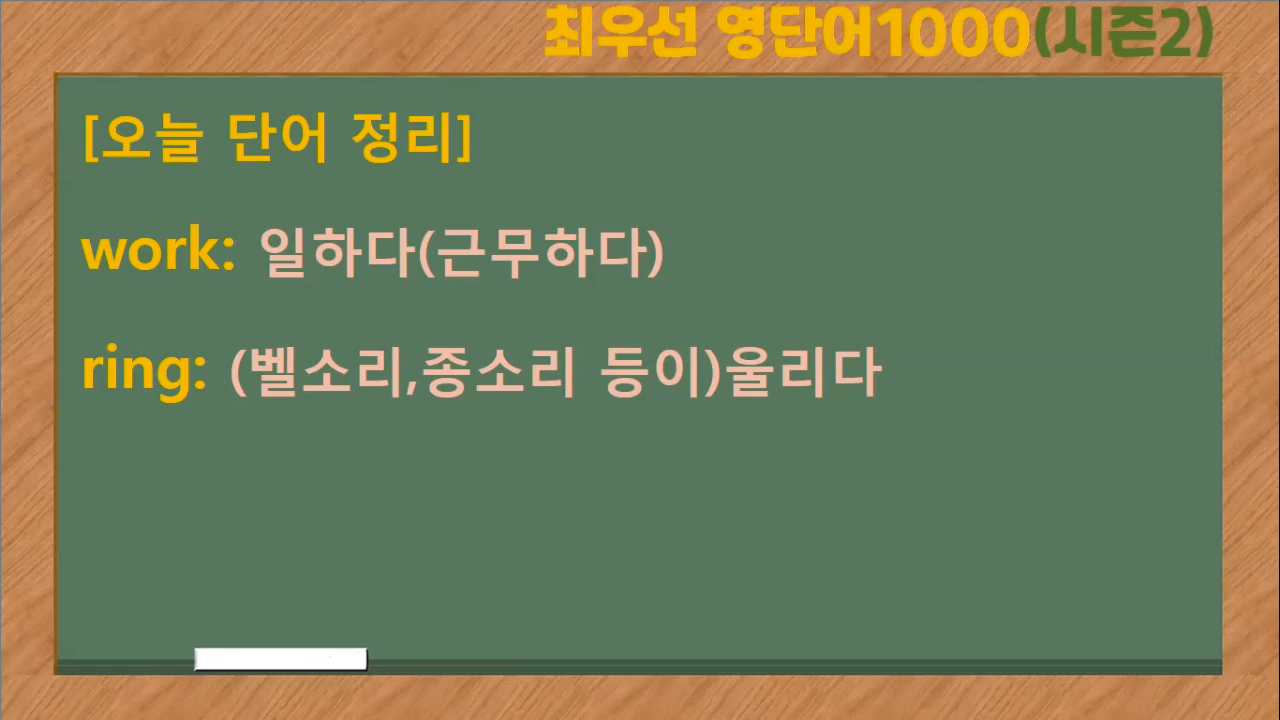 최우선 영단어1000(시즌2)
[오늘 단어 정리]
work: 일하다(근무하다)
ring: (벨소리,종소리 등이)울리다